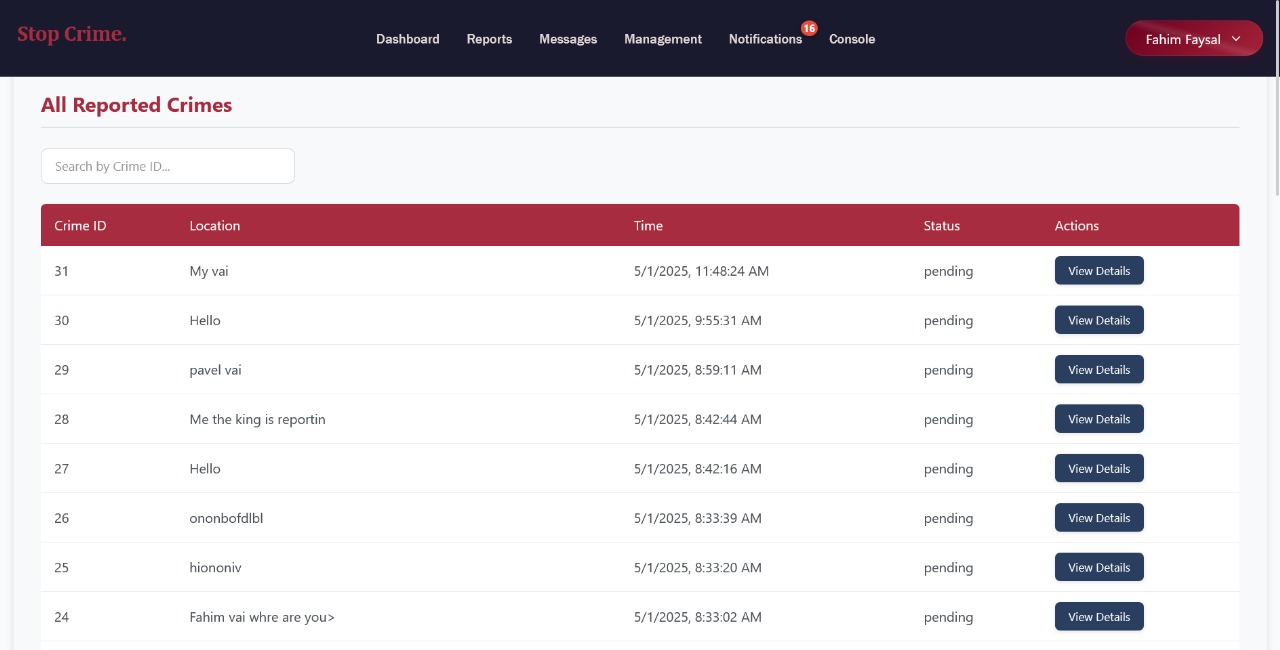 Stop Crime.
Dashboard Reports Messages Management Notifications 16 Console
Fahim Faysal
All Reported Crimes
Search by Crime ID...
Crime ID Location Time Status Actions
31 My vai 5/1/2025, 11:48:24 AM pending View Details
30 Hello 5/1/2025, 9:55:31 AM pending View Details
29 pavel vai 5/1/2025, 8:59:11 AM pending View Details
28 Me the king is reportin 5/1/2025, 8:42:44 AM pending View Details
27 Hello 5/1/2025, 8:42:16 AM pending View Details
26 ononbofdlbl 5/1/2025, 8:33:39 AM pending View Details
25 hiononiv 5/1/2025, 8:33:20 AM pending View Details
24 Fahim vai whre are you> 5/1/2025, 8:33:02 AM pending View Details